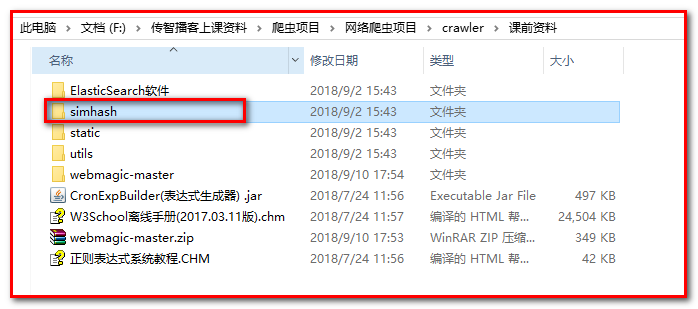 此电脑 > 文档 (F:) > 传智播客上课资料 > 爬虫项目 > 网络爬虫项目 > crawler > 课前资料
名称 修改日期 类型 大小
ElasticSearch软件 2018/9/2 15:43 文件夹
simhash 2018/9/2 15:43 文件夹
static 2018/9/2 15:43 文件夹
utils 2018/9/2 15:43 文件夹
webmagic-master 2018/9/10 17:54 文件夹
CronExpBuilder(表达式生成器) .jar 2018/7/24 11:56 Executable Jar File 497 KB
W3School离线手册(2017.03.11版).chm 2018/7/24 11:57 编译的 HTML 帮... 24,504 KB
webmagic-master.zip 2018/9/10 17:53 WinRAR ZIP 压缩... 349 KB
正则表达式系统教程.CHM 2018/7/24 11:56 编译的 HTML 帮... 42 KB